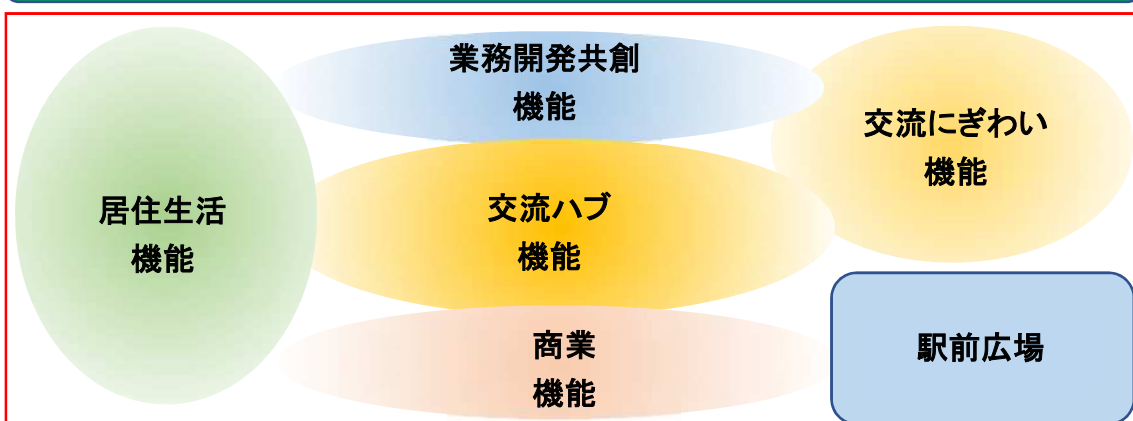 業務開発共創
機能
交流にぎわい
機能
居住生活
機能
交流ハブ
機能
商業
機能
駅前広場